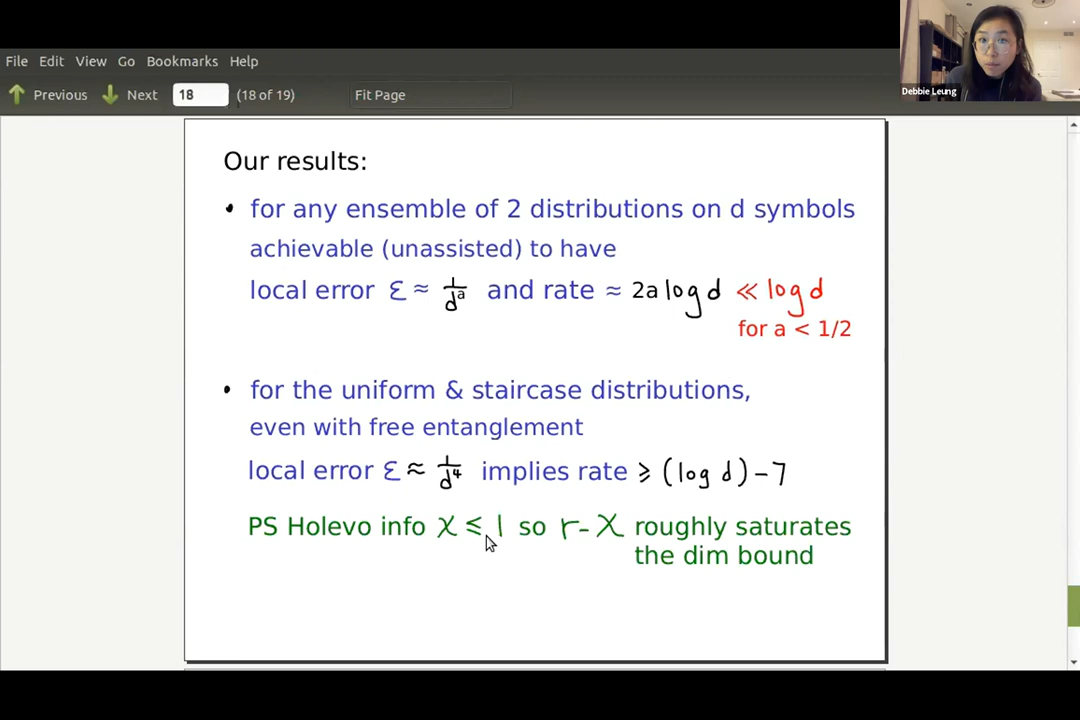 Debbie Leung
File Edit View Go Bookmarks Help
Previous Next 18 (18 of 19) Fit Page
Our results:
• for any ensemble of 2 distributions on d symbols
achievable (unassisted) to have
local error ε ≈ 1/d^a and rate ≈ 2a log d ≪ log d
for a < 1/2
• for the uniform & staircase distributions,
even with free entanglement
local error ε ≈ 1/d^4 implies rate ⩾ (log d) - 7
PS Holevo info χ ≤ 1 so r - χ roughly saturates
the dim bound